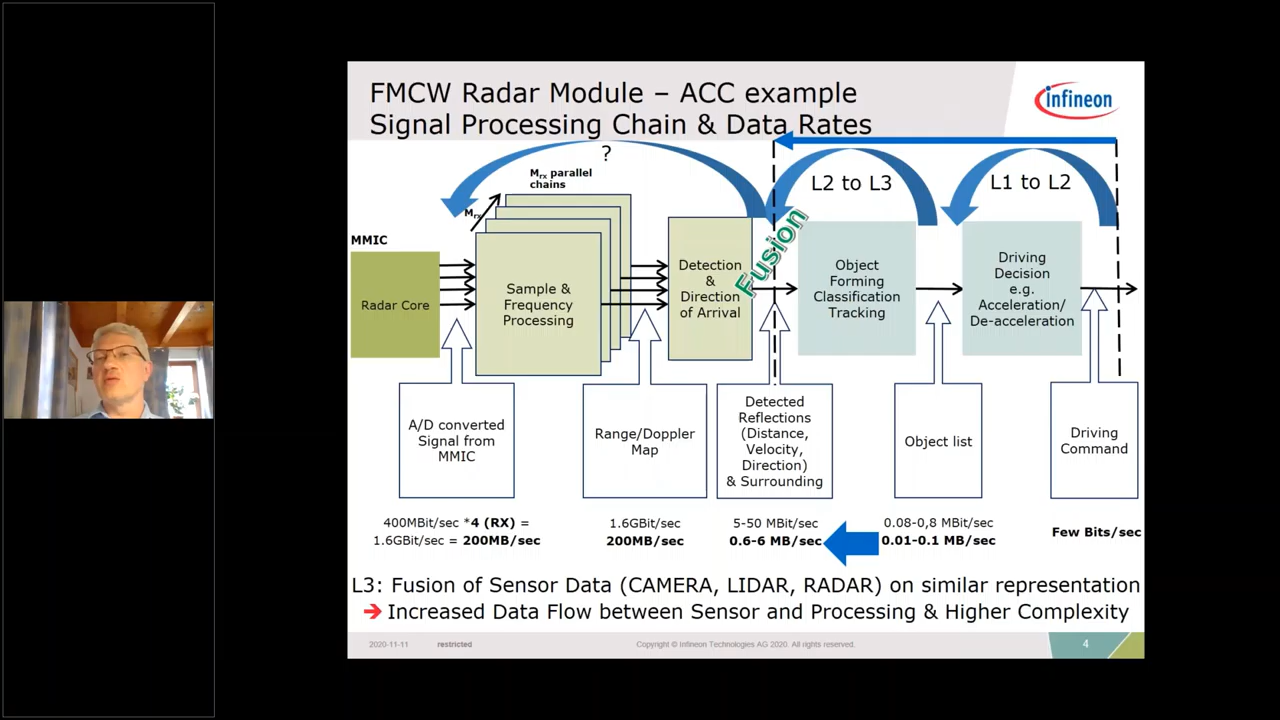 FMCW Radar Module – ACC example
Signal Processing Chain & Data Rates
infineon
?
L2 to L3
L1 to L2
Mrx parallel
chains
Mrx
MMIC
Radar Core
Sample &
Frequency
Processing
Detection
&
Direction
of Arrival
Fusion
Object
Forming
Classification
Tracking
Driving
Decision
e.g.
Acceleration/
De-acceleration
A/D converted
Signal from
MMIC
Range/Doppler
Map
Detected
Reflections
(Distance,
Velocity,
Direction)
& Surrounding
Object list
Driving
Command
400MBit/sec *4 (RX) =
1.6GBit/sec = 200MB/sec
1.6GBit/sec
200MB/sec
5-50 MBit/sec
0.6-6 MB/sec
0.08-0,8 MBit/sec
0.01-0.1 MB/sec
Few Bits/sec
L3: Fusion of Sensor Data (CAMERA, LIDAR, RADAR) on similar representation
➔ Increased Data Flow between Sensor and Processing & Higher Complexity
2020-11-11
restricted
Copyright © Infineon Technologies AG 2020. All rights reserved.
4